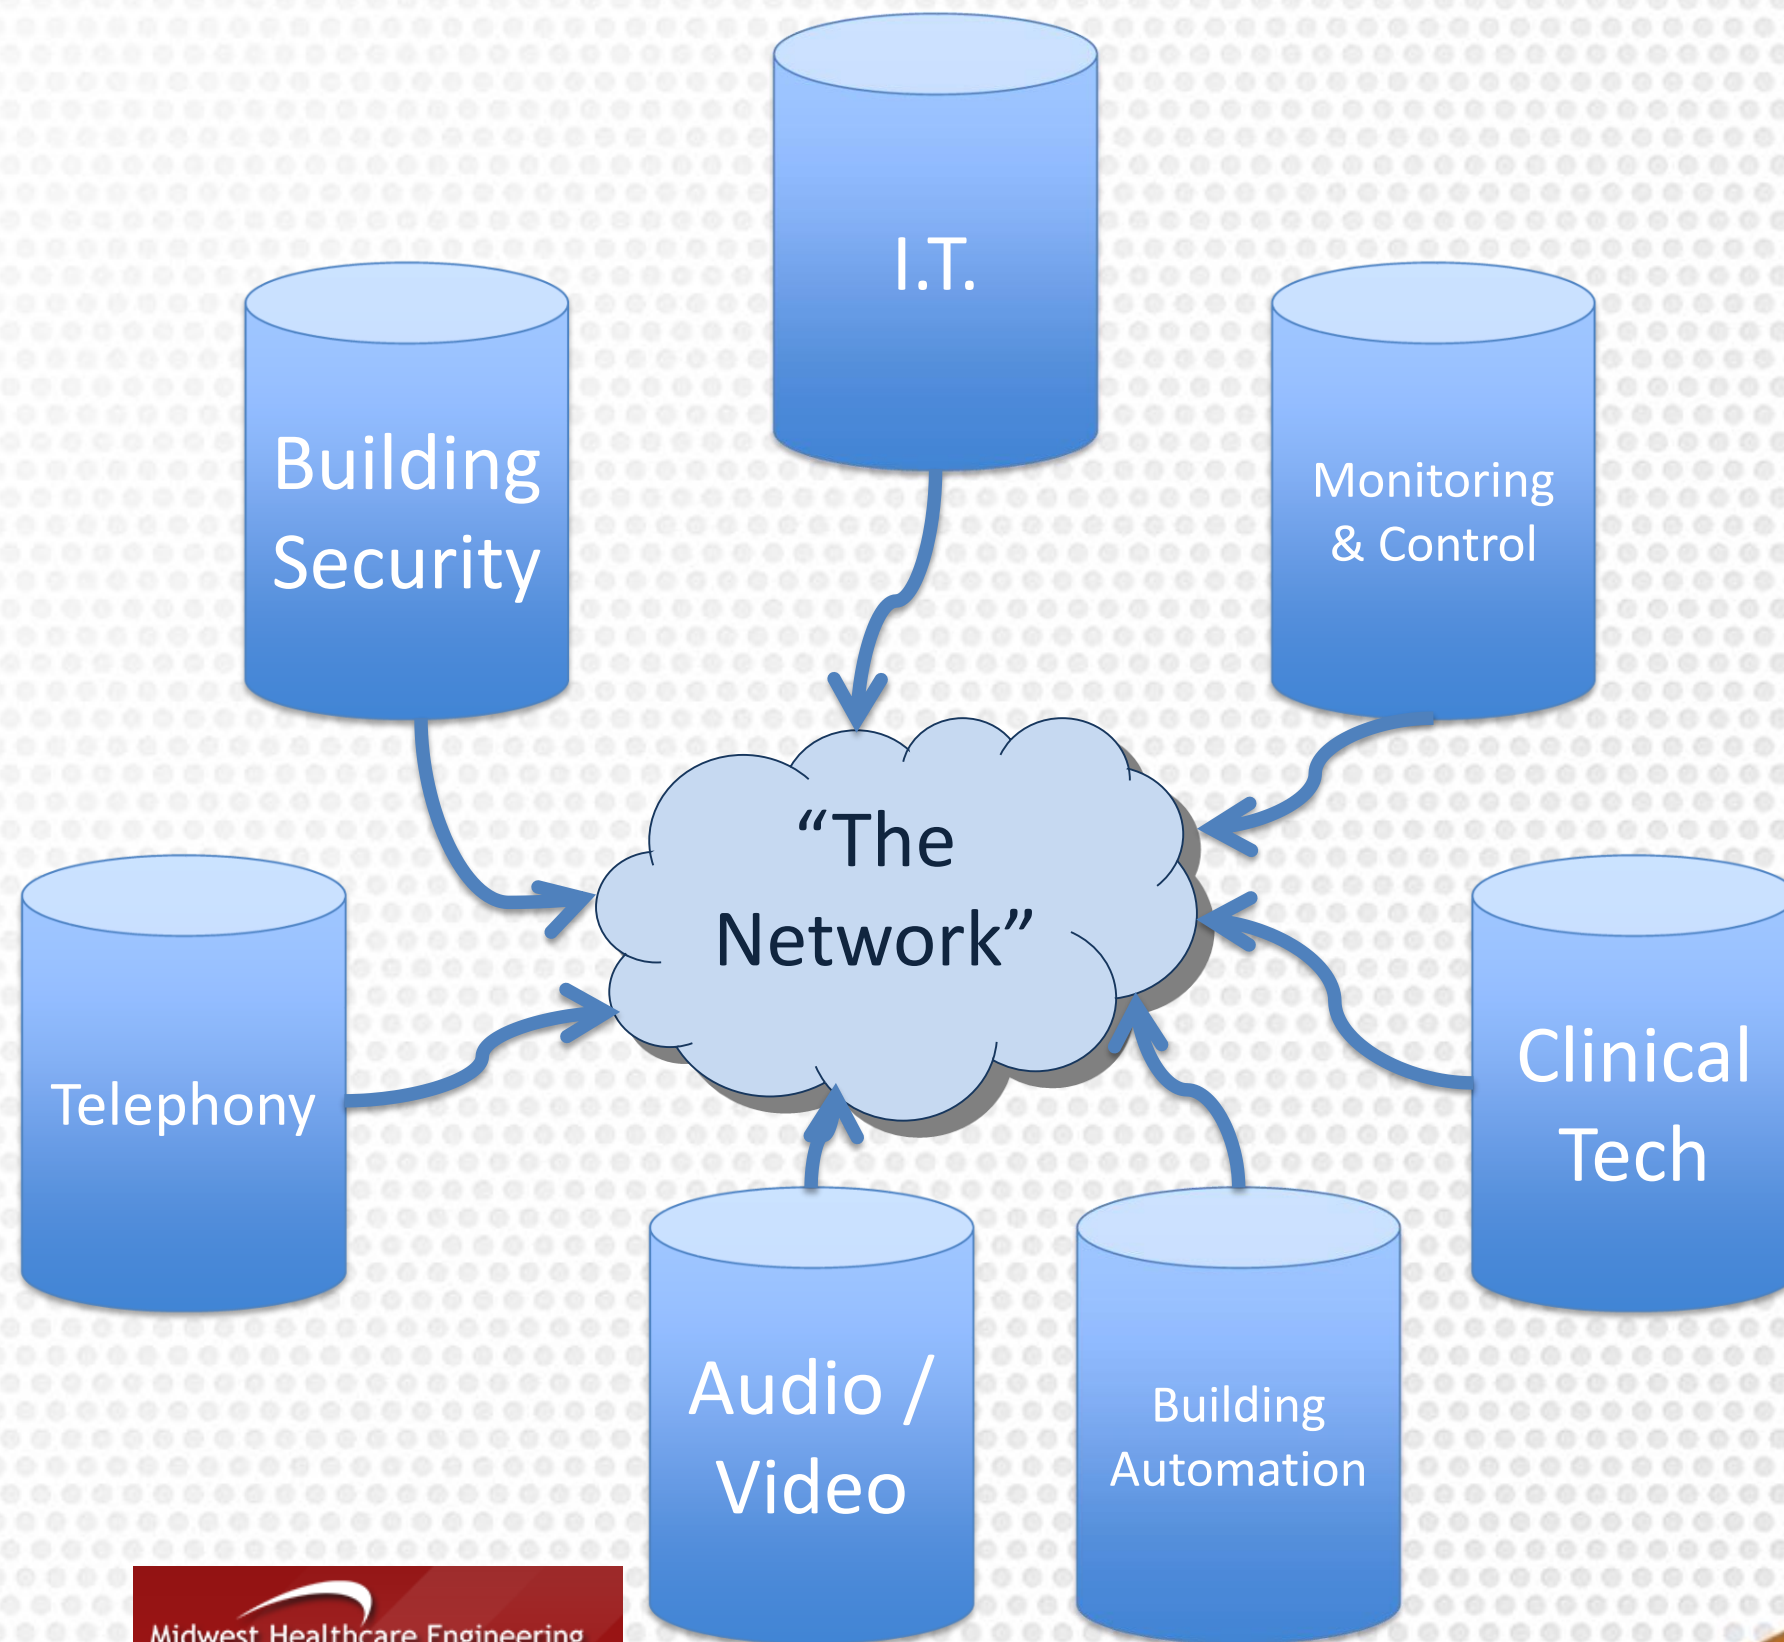 I.T.
Building
Security
Monitoring
& Control
“The
Network”
Telephony
Clinical
Tech
Audio /
Video
Building
Automation
Midwest Healthcare Engineering